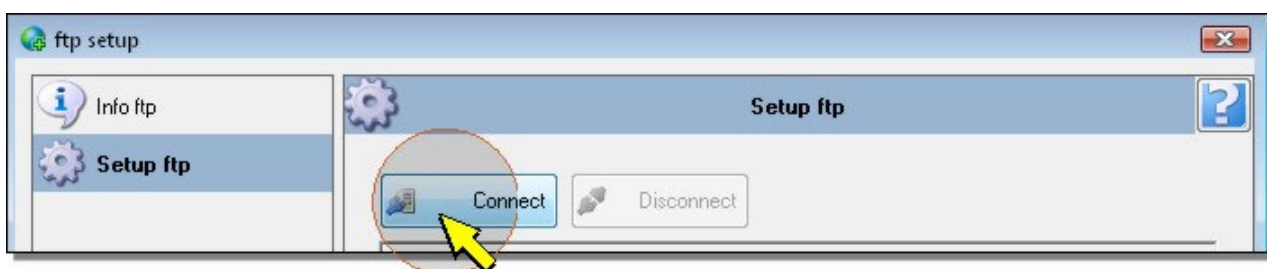 ftp setup
Info ftp
Setup ftp
Setup ftp
Connect
Disconnect